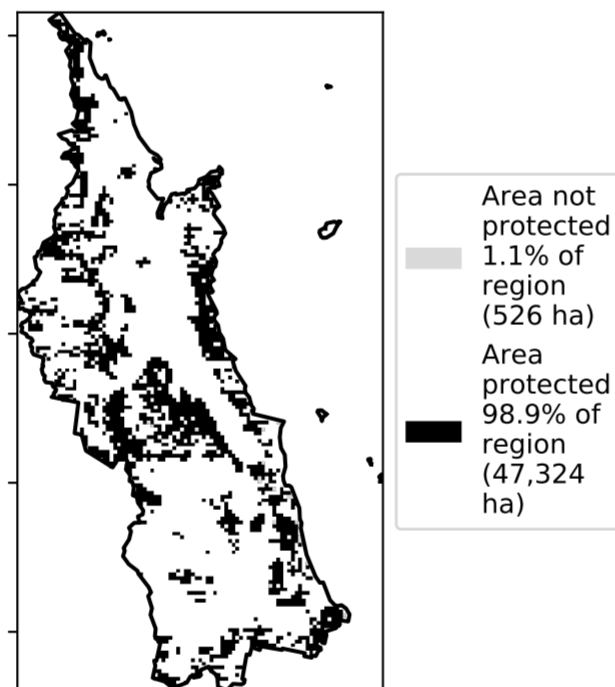 Area not
protected
1.1% of
region
(526 ha)
Area
protected
98.9% of
region
(47,324
ha)